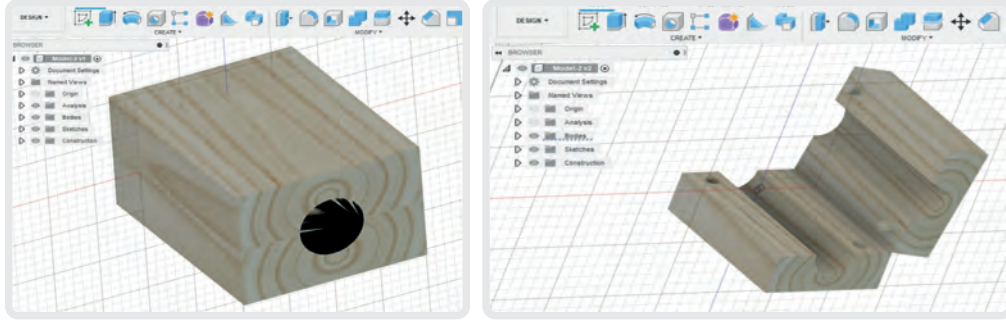 DESIGN
CREATE
MODIFY
BROWSER
Model-2 v1
Document Settings
Named Views
Origin
Analysis
Bodies
Sketches
Construction
DESIGN
CREATE
MODIFY
BROWSER
Model-2 v2
Document Settings
Named Views
Origin
Analysis
Bodies
Sketches
Construction